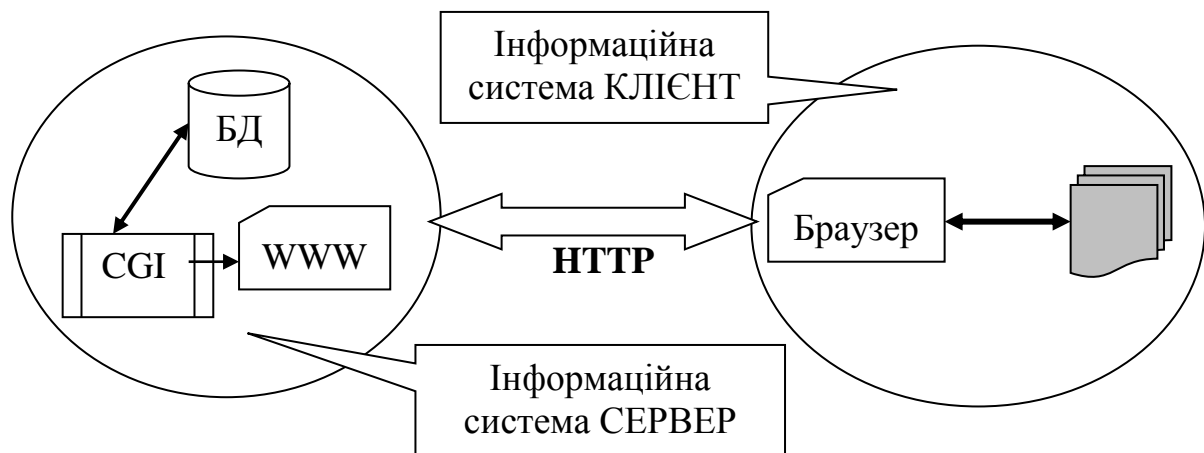 Інформаційна
система КЛІЄНТ
БД
CGI
WWW
HTTP
Браузер
Інформаційна
система СЕРВЕР